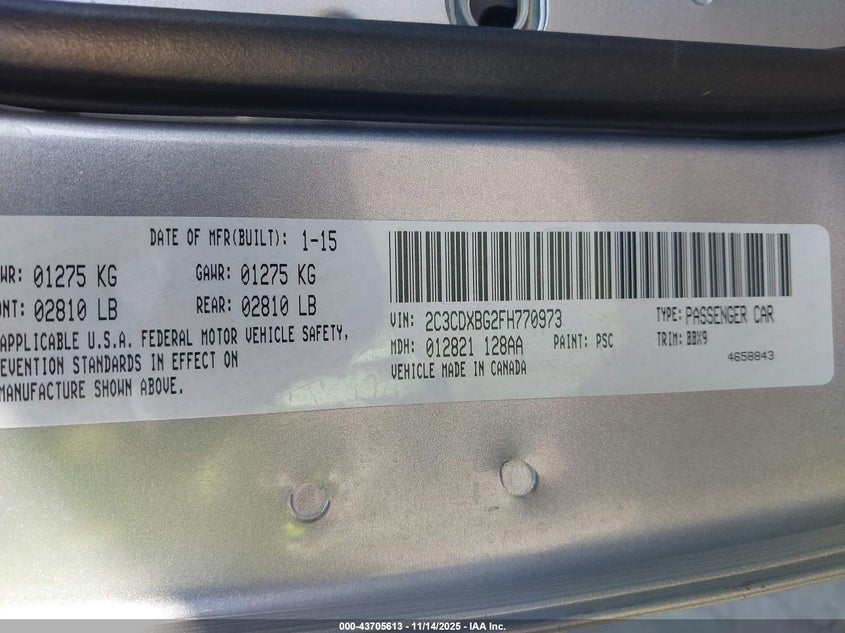 DATE OF MFR(BUILT): 1-15
WR: 01275 KG GAWR: 01275 KG
NT: 02810 LB REAR: 02810 LB
APPLICABLE U.S.A. FEDERAL MOTOR VEHICLE SAFETY,
EVENTION STANDARDS IN EFFECT ON
MANUFACTURE SHOWN ABOVE.
VIN: 2C3CDXBG2FH770973 TYPE: PASSENGER CAR
MDH: 012821 128AA PAINT: PSC TRIM: BBX9
VEHICLE MADE IN CANADA 4658843
000-43705613 - 11/14/2025 - IAA Inc.